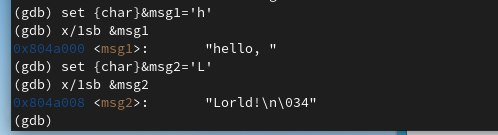 (gdb) set {char}&msg1='h'
(gdb) x/1sb &msg1
0x804a000 <msg1>:       "hello, "
(gdb) set {char}&msg2='L'
(gdb) x/1sb &msg2
0x804a008 <msg2>:       "Lorld!\n\034"
(gdb)